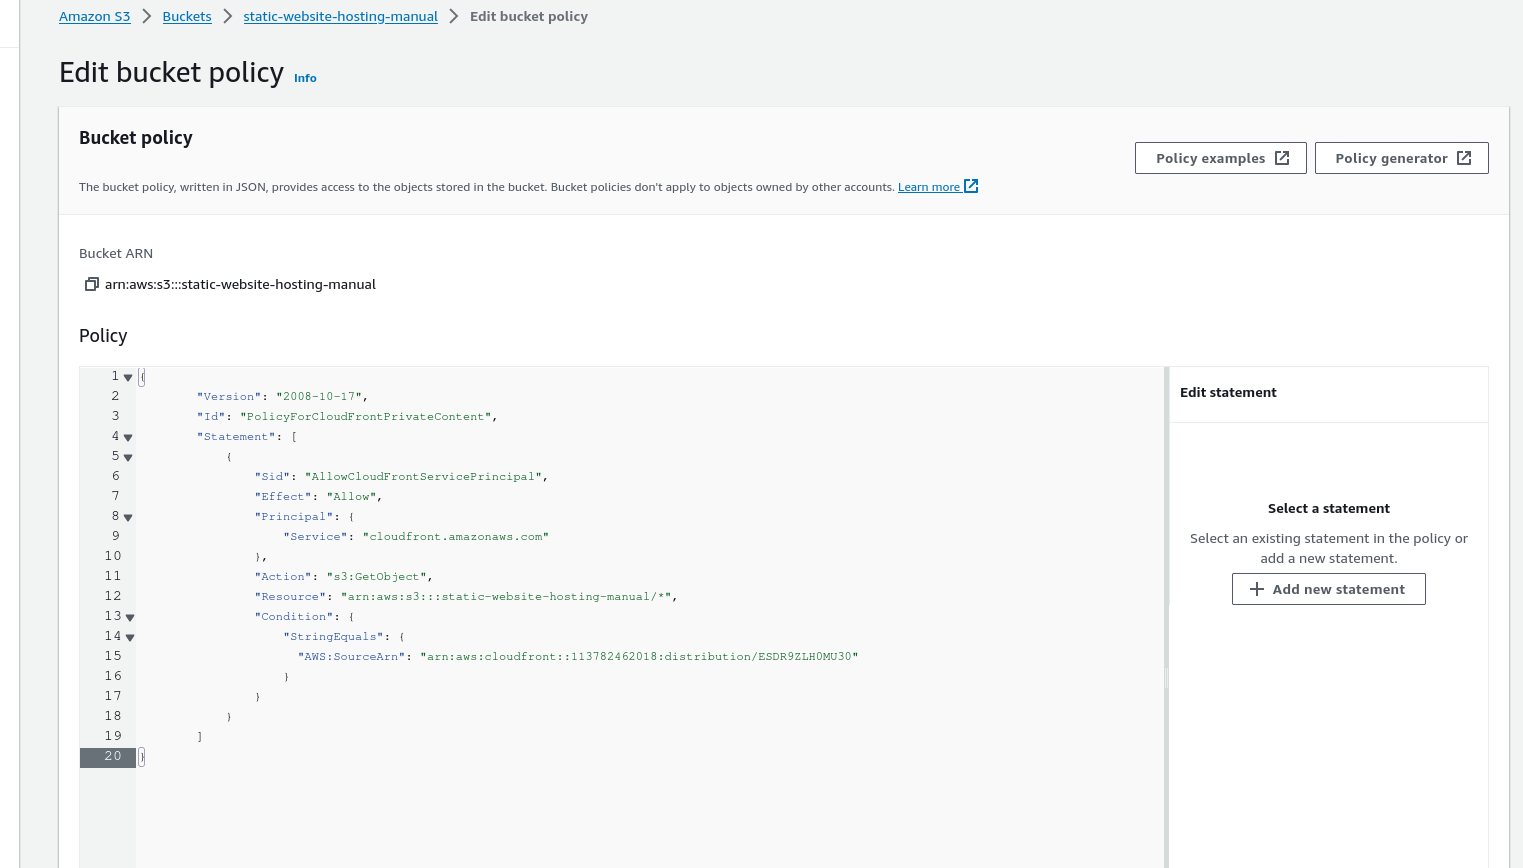 Amazon S3 > Buckets > static-website-hosting-manual > Edit bucket policy
Edit bucket policy Info
Bucket policy
Policy examples
Policy generator
The bucket policy, written in JSON, provides access to the objects stored in the bucket. Bucket policies don't apply to objects owned by other accounts. Learn more
Bucket ARN
arn:aws:s3:::static-website-hosting-manual
Policy
1 {
2 "Version": "2008-10-17",
3 "Id": "PolicyForCloudFrontPrivateContent",
4 "Statement": [
5 {
6 "Sid": "AllowCloudFrontServicePrincipal",
7 "Effect": "Allow",
8 "Principal": {
9 "Service": "cloudfront.amazonaws.com"
10 },
11 "Action": "s3:GetObject",
12 "Resource": "arn:aws:s3:::static-website-hosting-manual/*",
13 "Condition": {
14 "StringEquals": {
15 "AWS:SourceArn": "arn:aws:cloudfront::113782462018:distribution/ESDR9ZLH0MU30"
16 }
17 }
18 }
19 ]
20 }
Edit statement
Select a statement
Select an existing statement in the policy or
add a new statement.
Add new statement